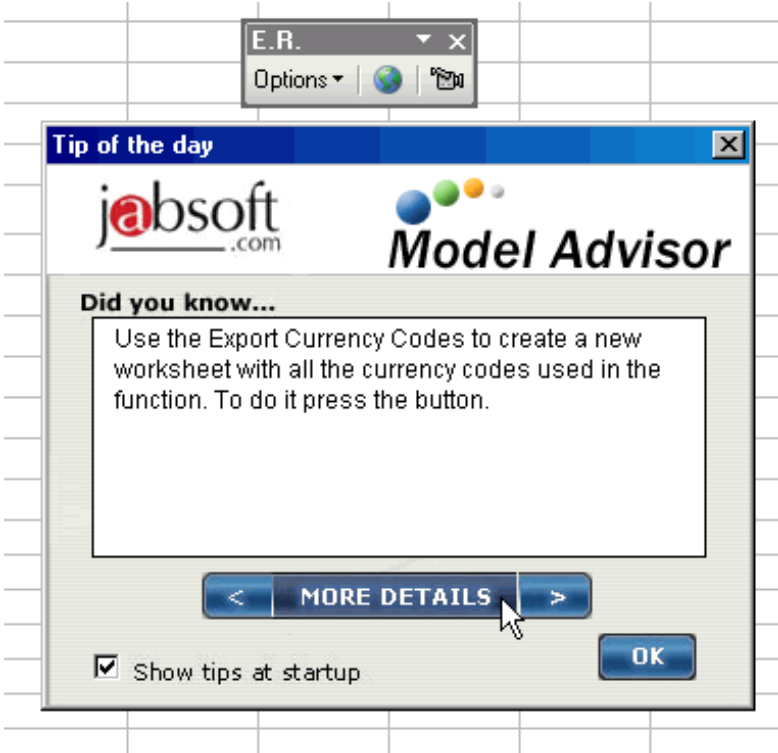 E.R.
Options
Tip of the day
jabsoft
.com
Model Advisor
Did you know...
Use the Export Currency Codes to create a new
worksheet with all the currency codes used in the
function. To do it press the button.
< MORE DETAILS >
OK
Show tips at startup